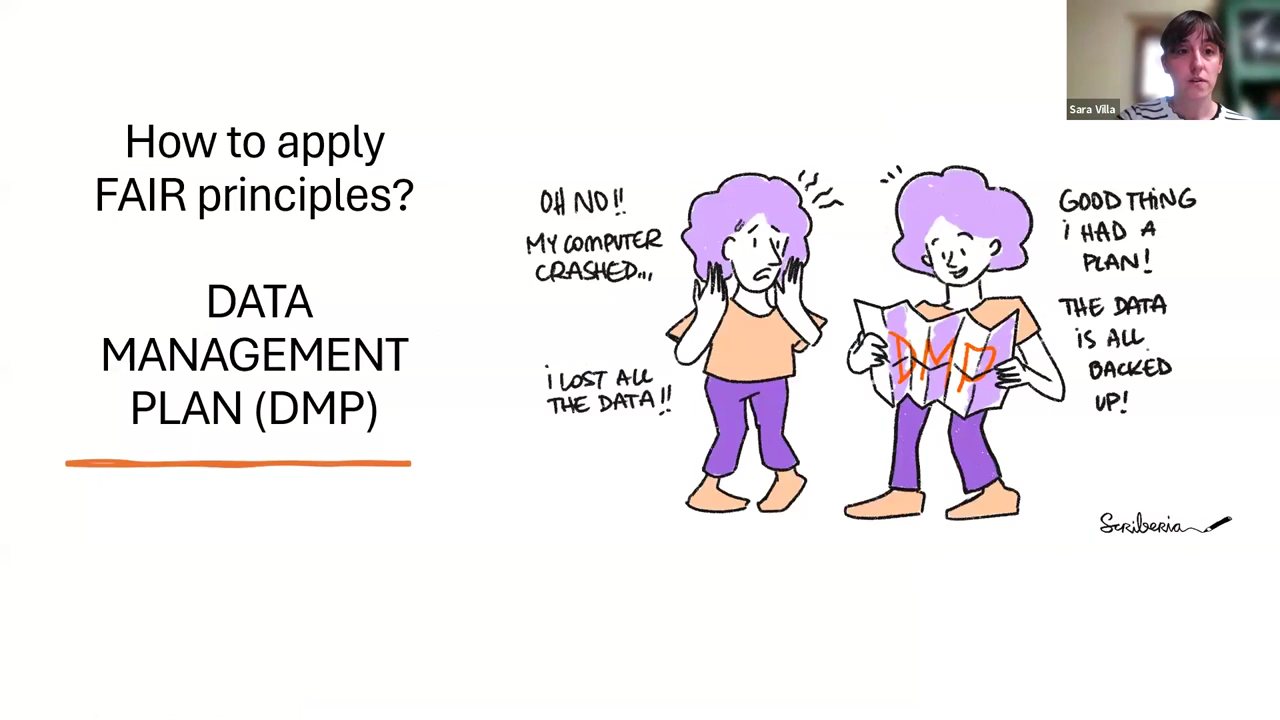 How to apply
FAIR principles?
DATA
MANAGEMENT
PLAN (DMP)
OH NO!!
MY COMPUTER
CRASHED...
i LOST ALL
THE DATA!!
DMP
GOOD THiNG
i HAD A
PLAN!
THE DATA
iS ALL
BACKED
UP!
Scriberia
Sara Villa